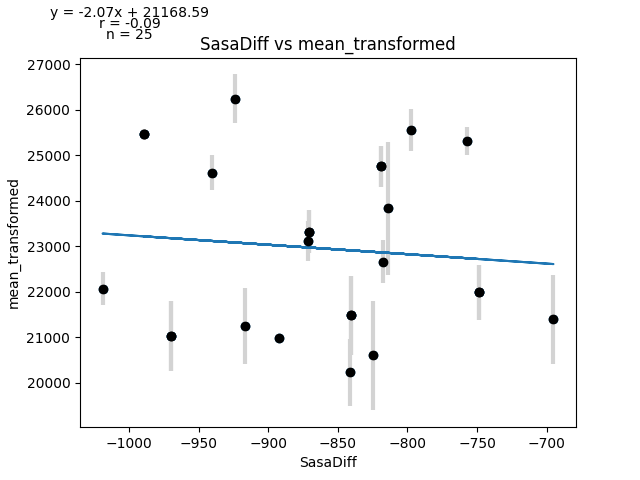 y = -2.07x + 21168.59
r = -0.09
n = 25
SasaDiff vs mean_transformed
27000
26000
25000
24000
23000
22000
21000
20000
mean_transformed
−1000
−950
−900
−850
−800
−750
−700
SasaDiff